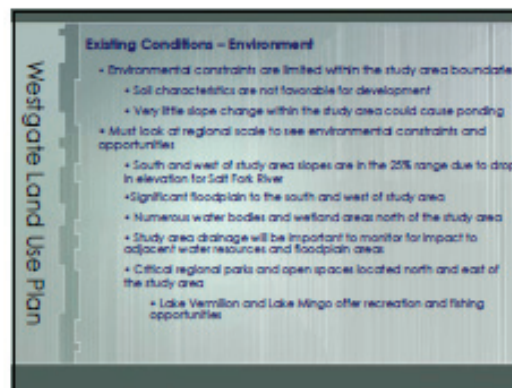 Westgate Land Use Plan
Existing Conditions – Environment
• Environmental constraints are limited within the study area boundaries
• Soil characteristics are not favorable for development
• Very little slope change within the study area could cause ponding
• Must look at regional scale to see environmental constraints and
opportunities
• South and west of study area slopes are in the 25% range due to drop
in elevation for Salt Fork River
•Significant floodplain to the south and west of study area
• Numerous water bodies and wetland areas north of the study area
• Study area drainage will be important to monitor for impact to
adjacent water resources and floodplain areas
• Critical regional parks and open spaces located north and east of
the study area
• Lake Vermilion and Lake Mingo offer recreation and fishing
opportunities